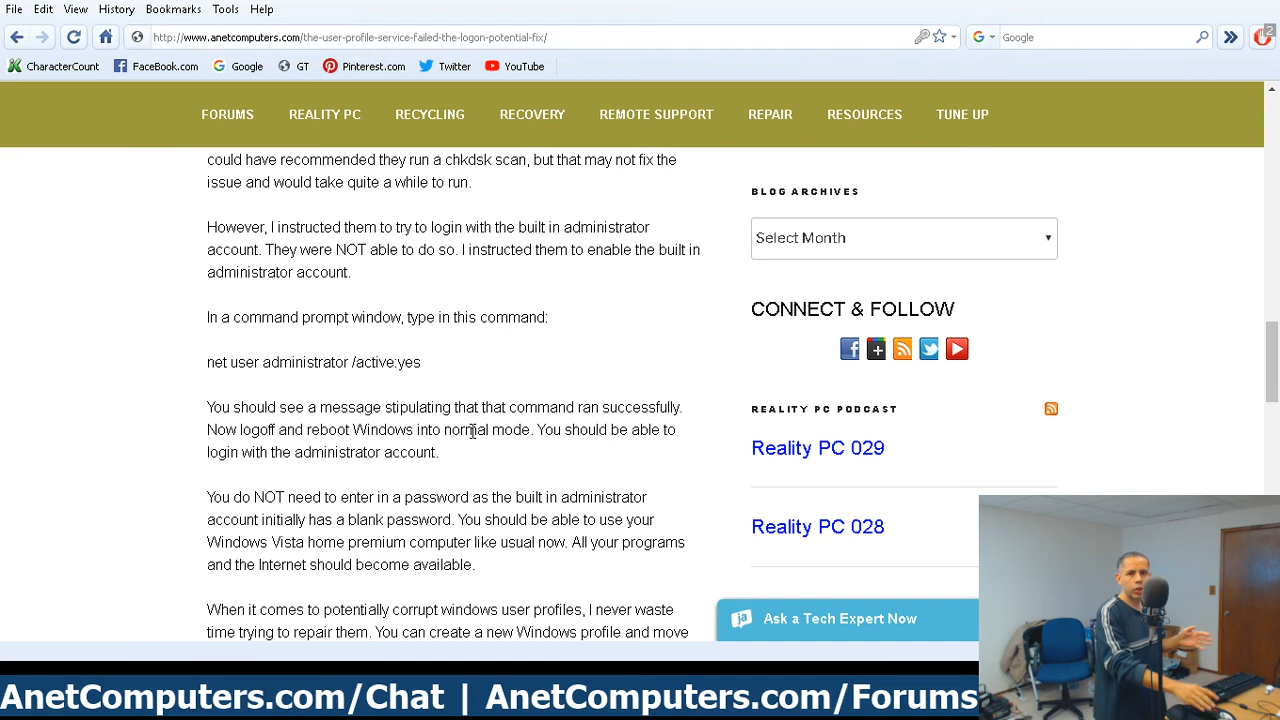 File Edit View History Bookmarks Tools Help
http://www.anetcomputers.com/the-user-profile-service-failed-the-logon-potential-fix/
Google
2
CharacterCount FaceBook.com Google GT Pinterest.com Twitter YouTube
FORUMS REALITY PC RECYCLING RECOVERY REMOTE SUPPORT REPAIR RESOURCES TUNE UP
could have recommended they run a chkdsk scan, but that may not fix the
issue and would take quite a while to run.
However, I instructed them to try to login with the built in administrator
account. They were NOT able to do so. I instructed them to enable the built in
administrator account.
In a command prompt window, type in this command:
net user administrator /active:yes
You should see a message stipulating that that command ran successfully.
Now logoff and reboot Windows into normal mode. You should be able to
login with the administrator account.
You do NOT need to enter in a password as the built in administrator
account initially has a blank password. You should be able to use your
Windows Vista home premium computer like usual now. All your programs
and the Internet should become available.
When it comes to potentially corrupt windows user profiles, I never waste
time trying to repair them. You can create a new Windows profile and move
BLOG ARCHIVES
Select Month
CONNECT & FOLLOW
REALITY PC PODCAST
Reality PC 029
Reality PC 028
ja Ask a Tech Expert Now
AnetComputers.com/Chat | AnetComputers.com/Forums